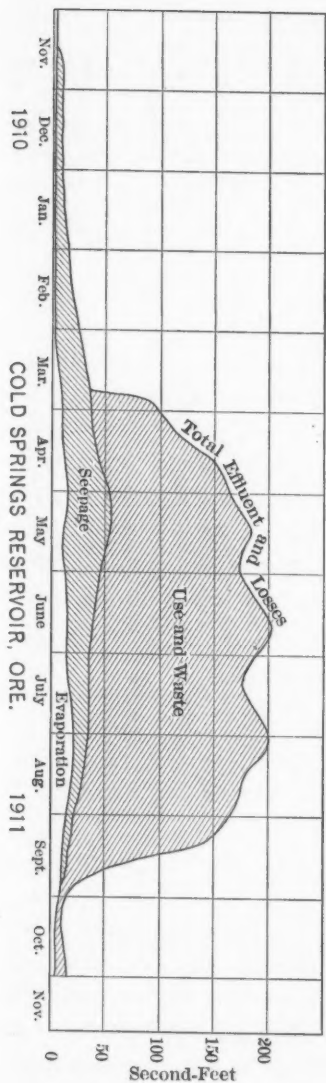 Total Effluent and Losses
Use and Waste
Seepage
Evaporation
200
150
100
50
0
Second-Feet
Nov. Dec. Jan. Feb. Mar. Apr. May June July Aug. Sept. Oct. Nov.
1910 1911
COLD SPRINGS RESERVOIR, ORE.